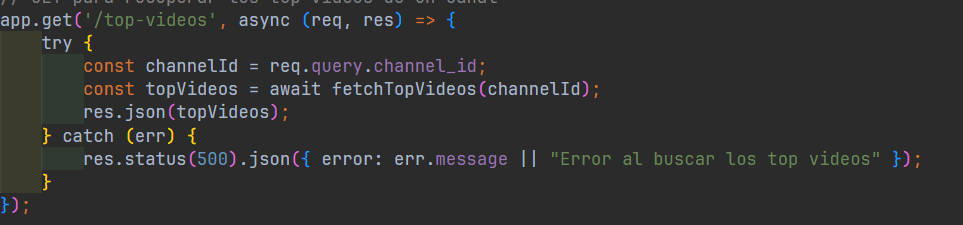 app.get('/top-videos', async (req, res) => {
    try {
        const channelId = req.query.channel_id;
        const topVideos = await fetchTopVideos(channelId);
        res.json(topVideos);
    } catch (err) {
        res.status(500).json({ error: err.message || "Error al buscar los top videos" });
    }
});